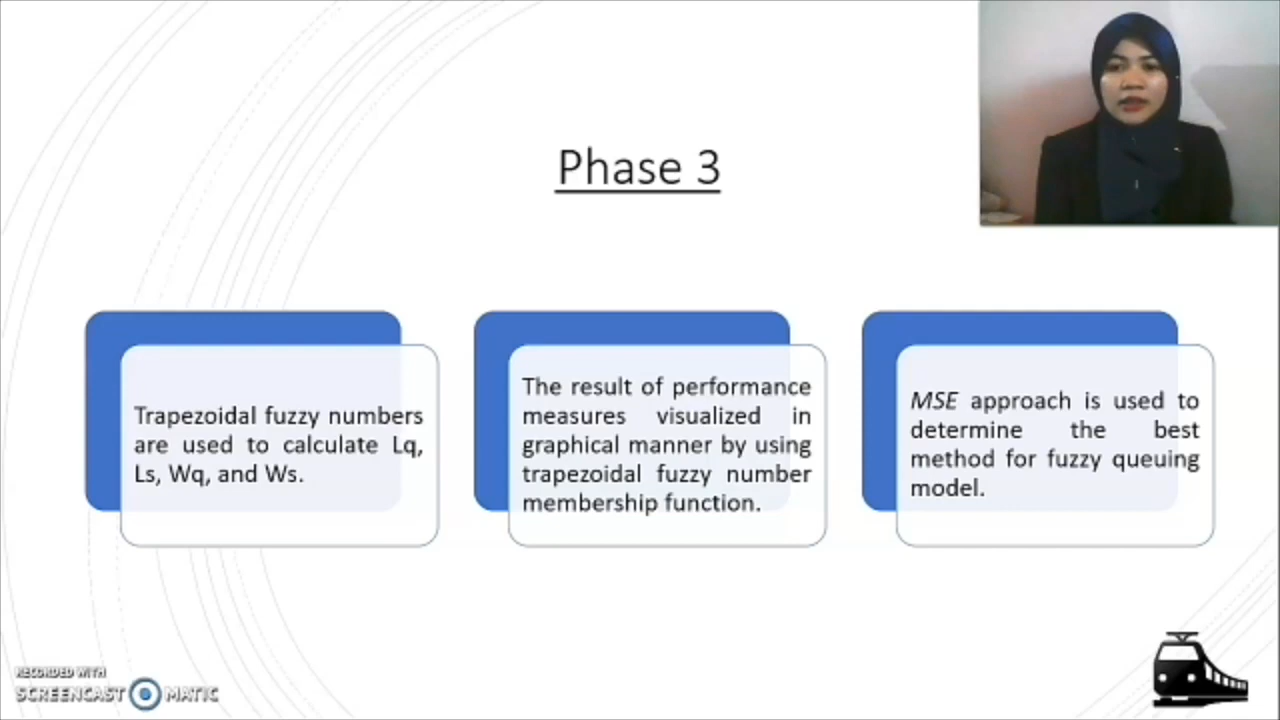 Phase 3
Trapezoidal fuzzy numbers
are used to calculate Lq,
Ls, Wq, and Ws.
The result of performance
measures visualized in
graphical manner by using
trapezoidal fuzzy number
membership function.
MSE approach is used to
determine the best
method for fuzzy queuing
model.
RECORDED WITH
SCREENCAST MATIC